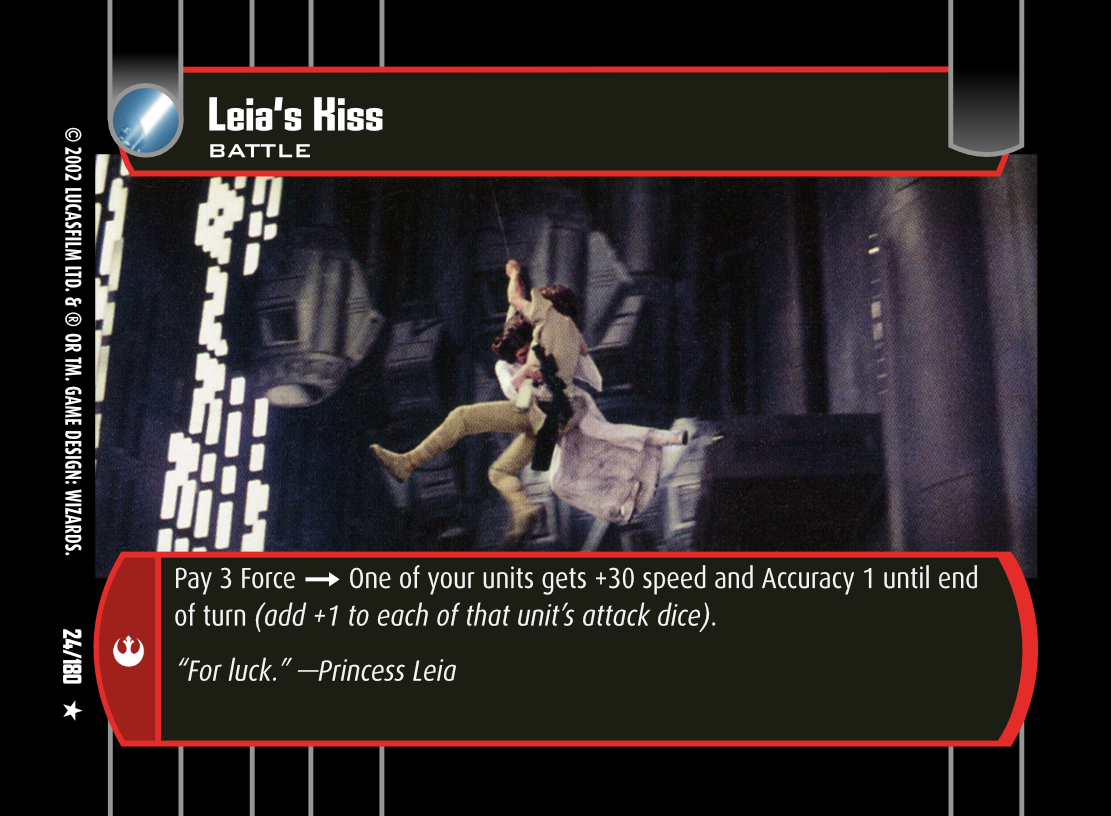 Leia's Kiss
BATTLE
Pay 3 Force → One of your units gets +30 speed and Accuracy 1 until end
of turn (add +1 to each of that unit's attack dice).
“For luck.” —Princess Leia
© 2002 LUCASFILM LTD. & ® OR TM. GAME DESIGN: WIZARDS.
24/180 ★